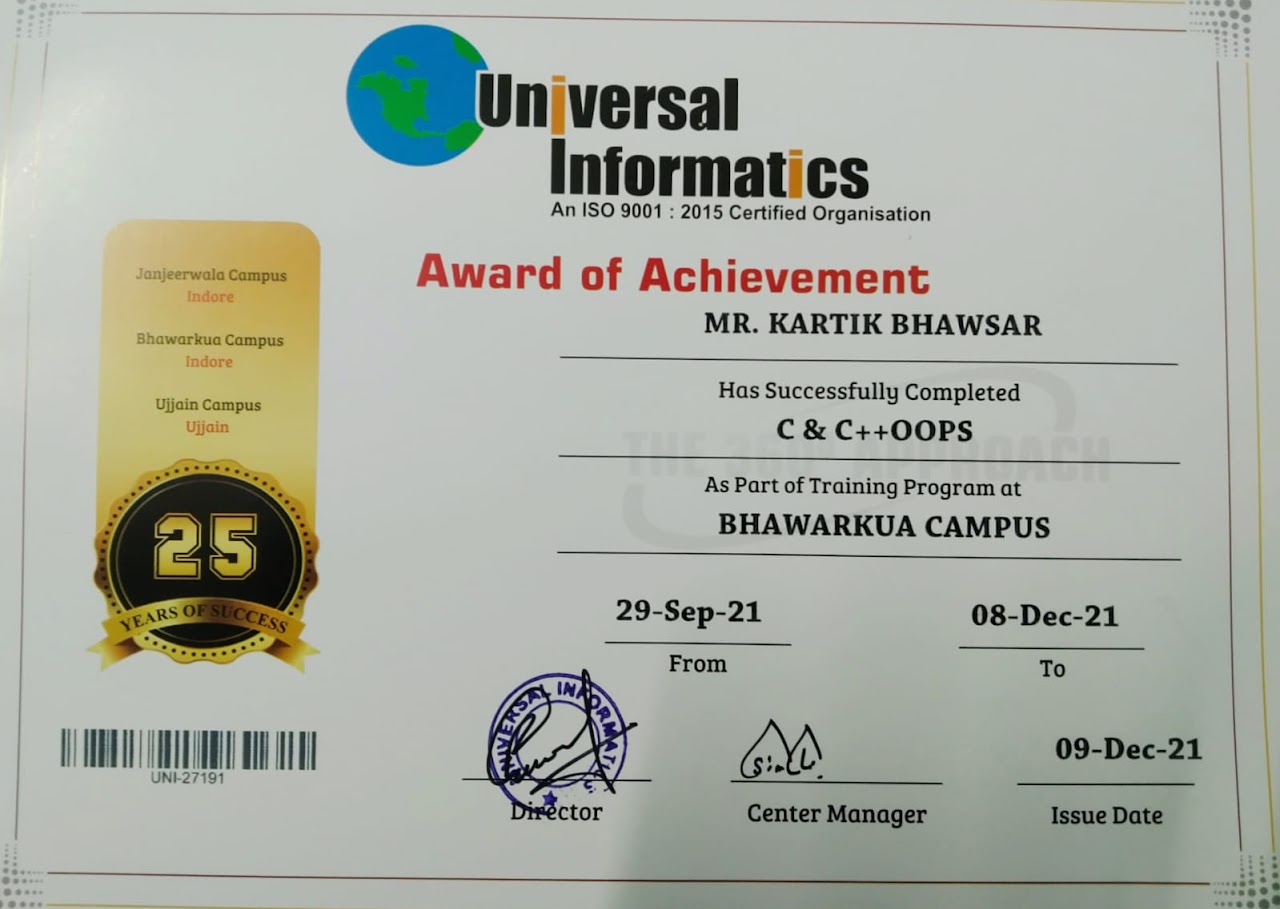 Universal
Informatics
An ISO 9001 : 2015 Certified Organisation
Award of Achievement
MR. KARTIK BHAWSAR
Has Successfully Completed
C & C++OOPS
THE 360° APPROACH
As Part of Training Program at
BHAWARKUA CAMPUS
29-Sep-21
From
08-Dec-21
To
Janjeerwala Campus
Indore
Bhawarkua Campus
Indore
Ujjain Campus
Ujjain
25
YEARS OF SUCCESS
UNI-27191
UNIVERSAL INFORMATICS
Director
Center Manager
09-Dec-21
Issue Date